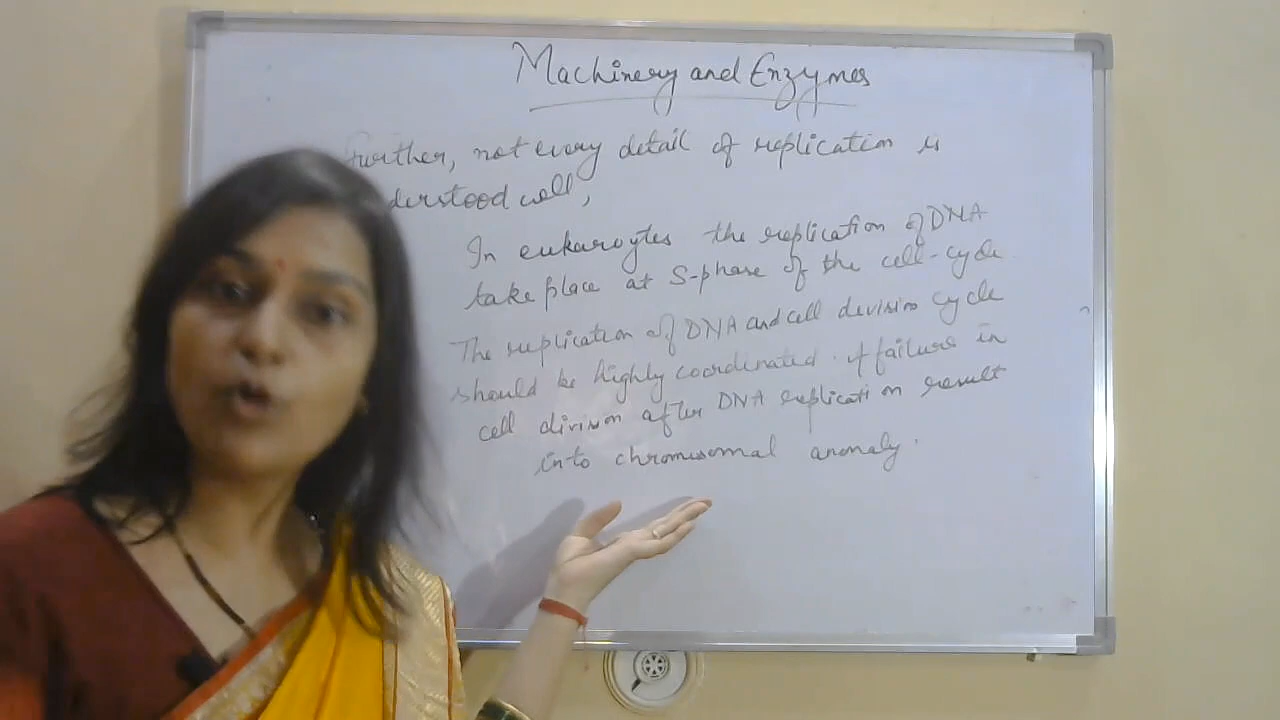 Machinery and Enzymes
Further, not every detail of replication is
derstood well,
In eukaroytes the replication of DNA
take place at S-phase of the cell-cycle
The replication of DNA and cell division cycle
should be highly coordinated. A failure in
cell division after DNA replication result
into chromosomal anomaly.